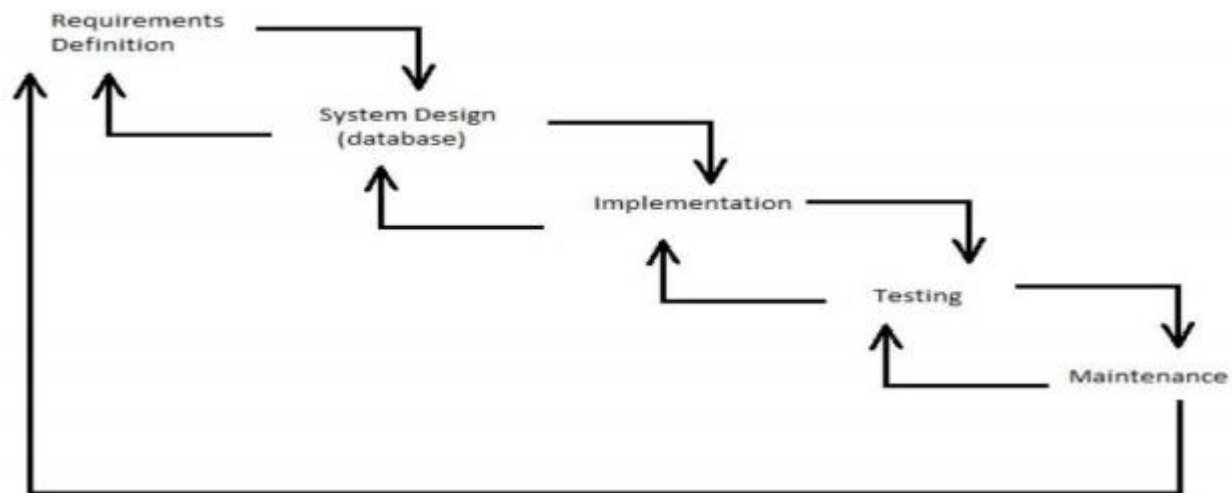 Requirements
Definition
System Design
(database)
Implementation
Testing
Maintenance